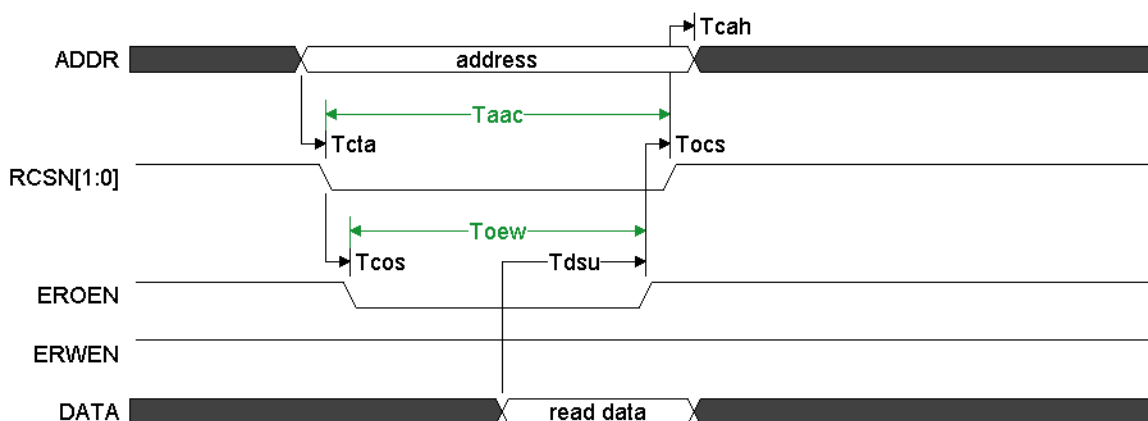 Tcah
ADDR address
Taac
Tcta Tocs
RCSN[1:0]
Toew
Tcos Tdsu
EROEN
ERWEN
DATA read data